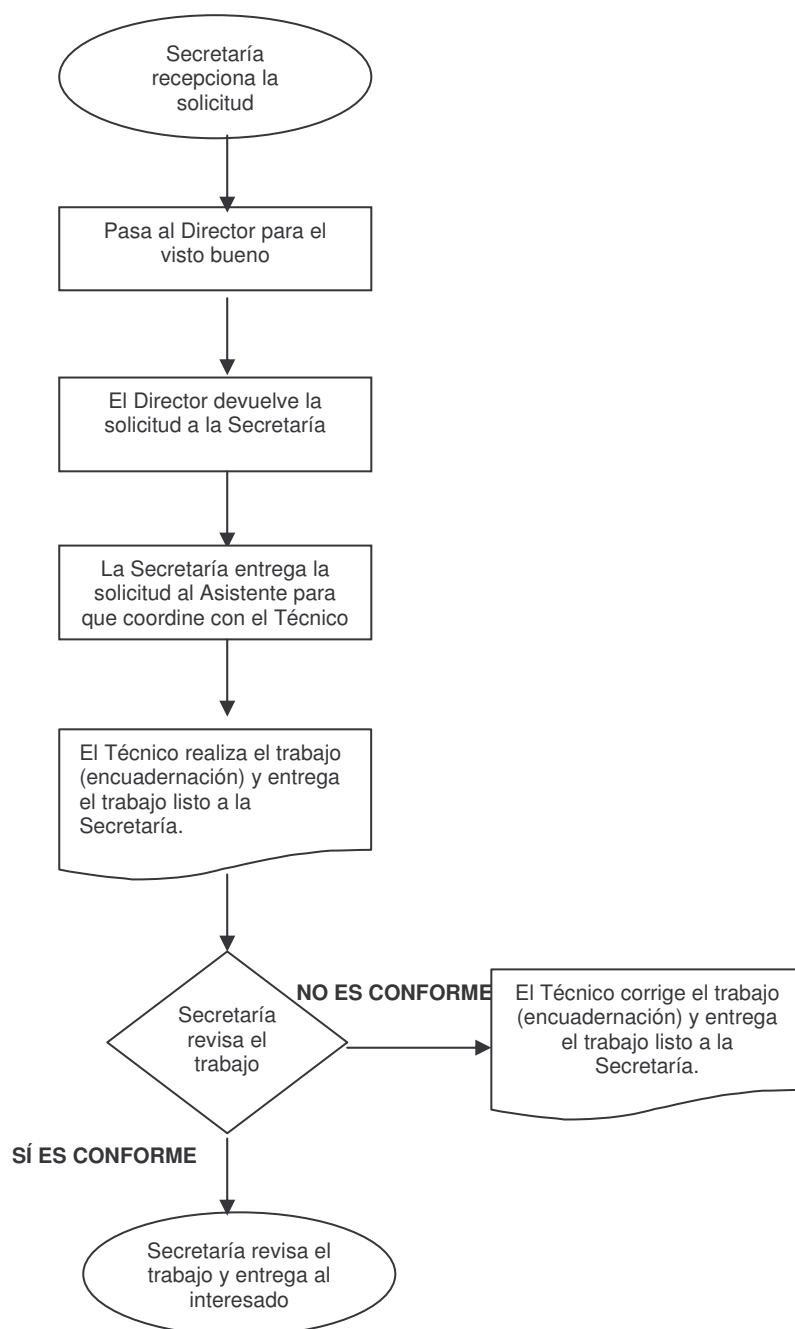 Secretaría
recepciona la
solicitud
Pasa al Director para el
visto bueno
El Director devuelve la
solicitud a la Secretaría
La Secretaría entrega la
solicitud al Asistente para
que coordine con el Técnico
El Técnico realiza el trabajo
(encuadernación) y entrega
el trabajo listo a la
Secretaría.
Secretaría
revisa el
trabajo
NO ES CONFORME
El Técnico corrige el trabajo
(encuadernación) y entrega
el trabajo listo a la
Secretaría.
SÍ ES CONFORME
Secretaría revisa el
trabajo y entrega al
interesado